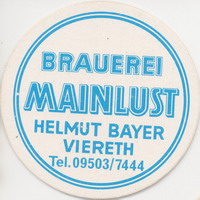 BRAUEREI
MAINLUST
HELMUT BAYER
VIERETH
Tel.09503/7444